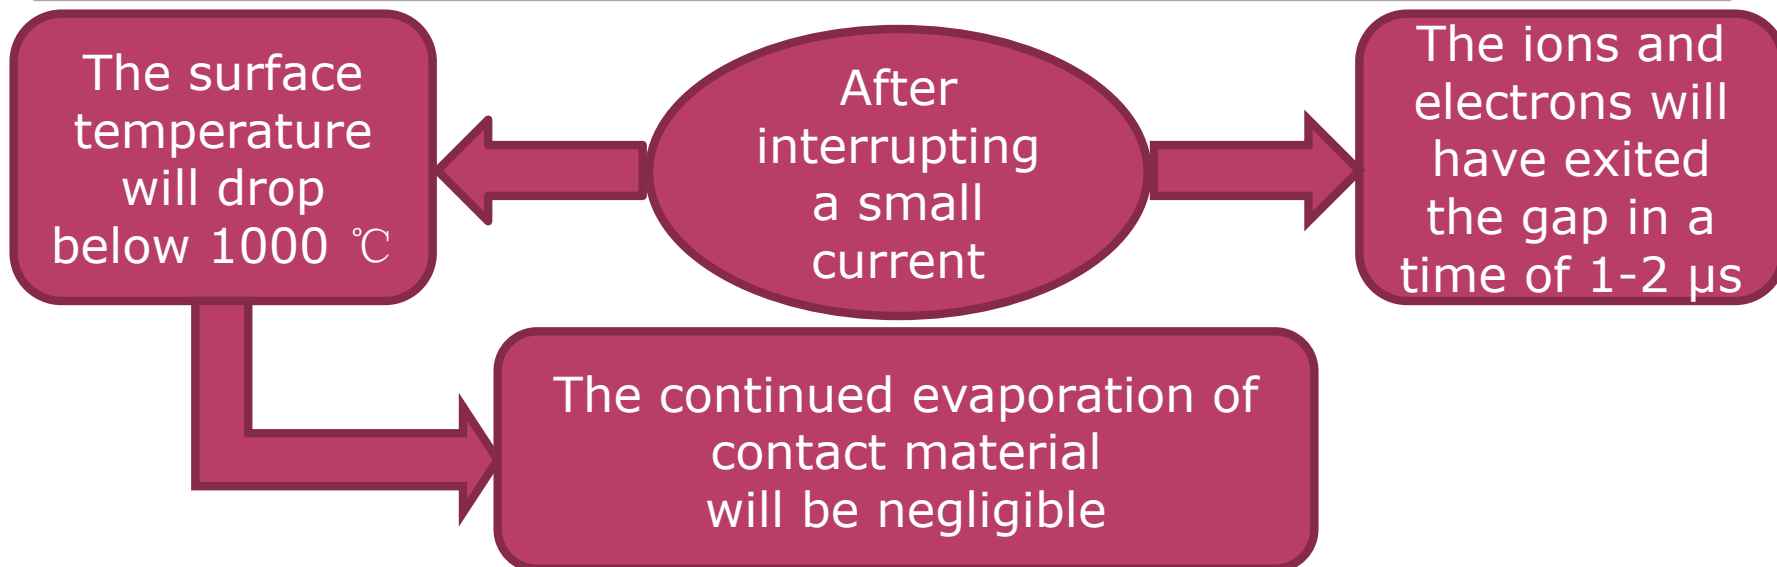 The surface
temperature
will drop
below 1000 ℃
After
interrupting
a small
current
The ions and
electrons will
have exited
the gap in a
time of 1-2 μs
The continued evaporation of
contact material
will be negligible